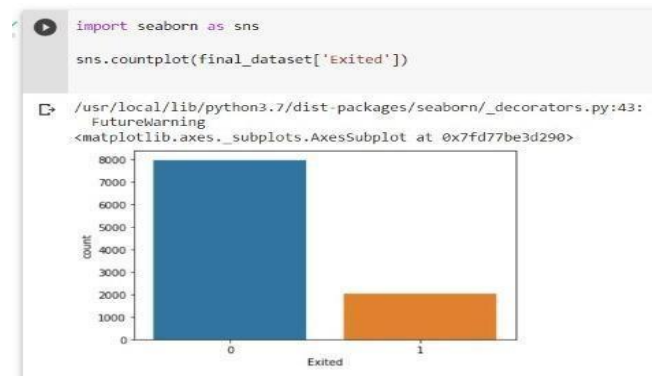 import seaborn as sns
sns.countplot(final_dataset['Exited'])
/usr/local/lib/python3.7/dist-packages/seaborn/_decorators.py:43:
FutureWarning
<matplotlib.axes._subplots.AxesSubplot at 0x7fd77be3d290>
8000
7000
6000
5000
4000
3000
2000
1000
0
count
0 1
Exited